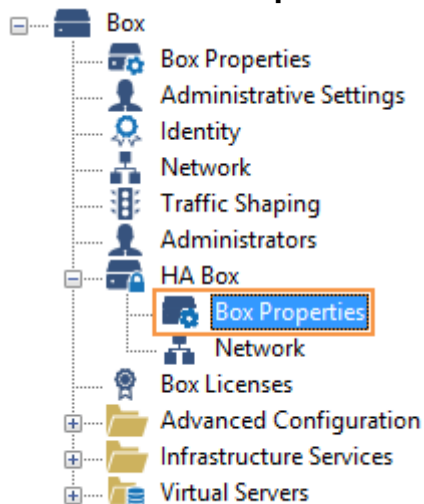 Box
Box Properties
Administrative Settings
Identity
Network
Traffic Shaping
Administrators
HA Box
Box Properties
Network
Box Licenses
Advanced Configuration
Infrastructure Services
Virtual Servers